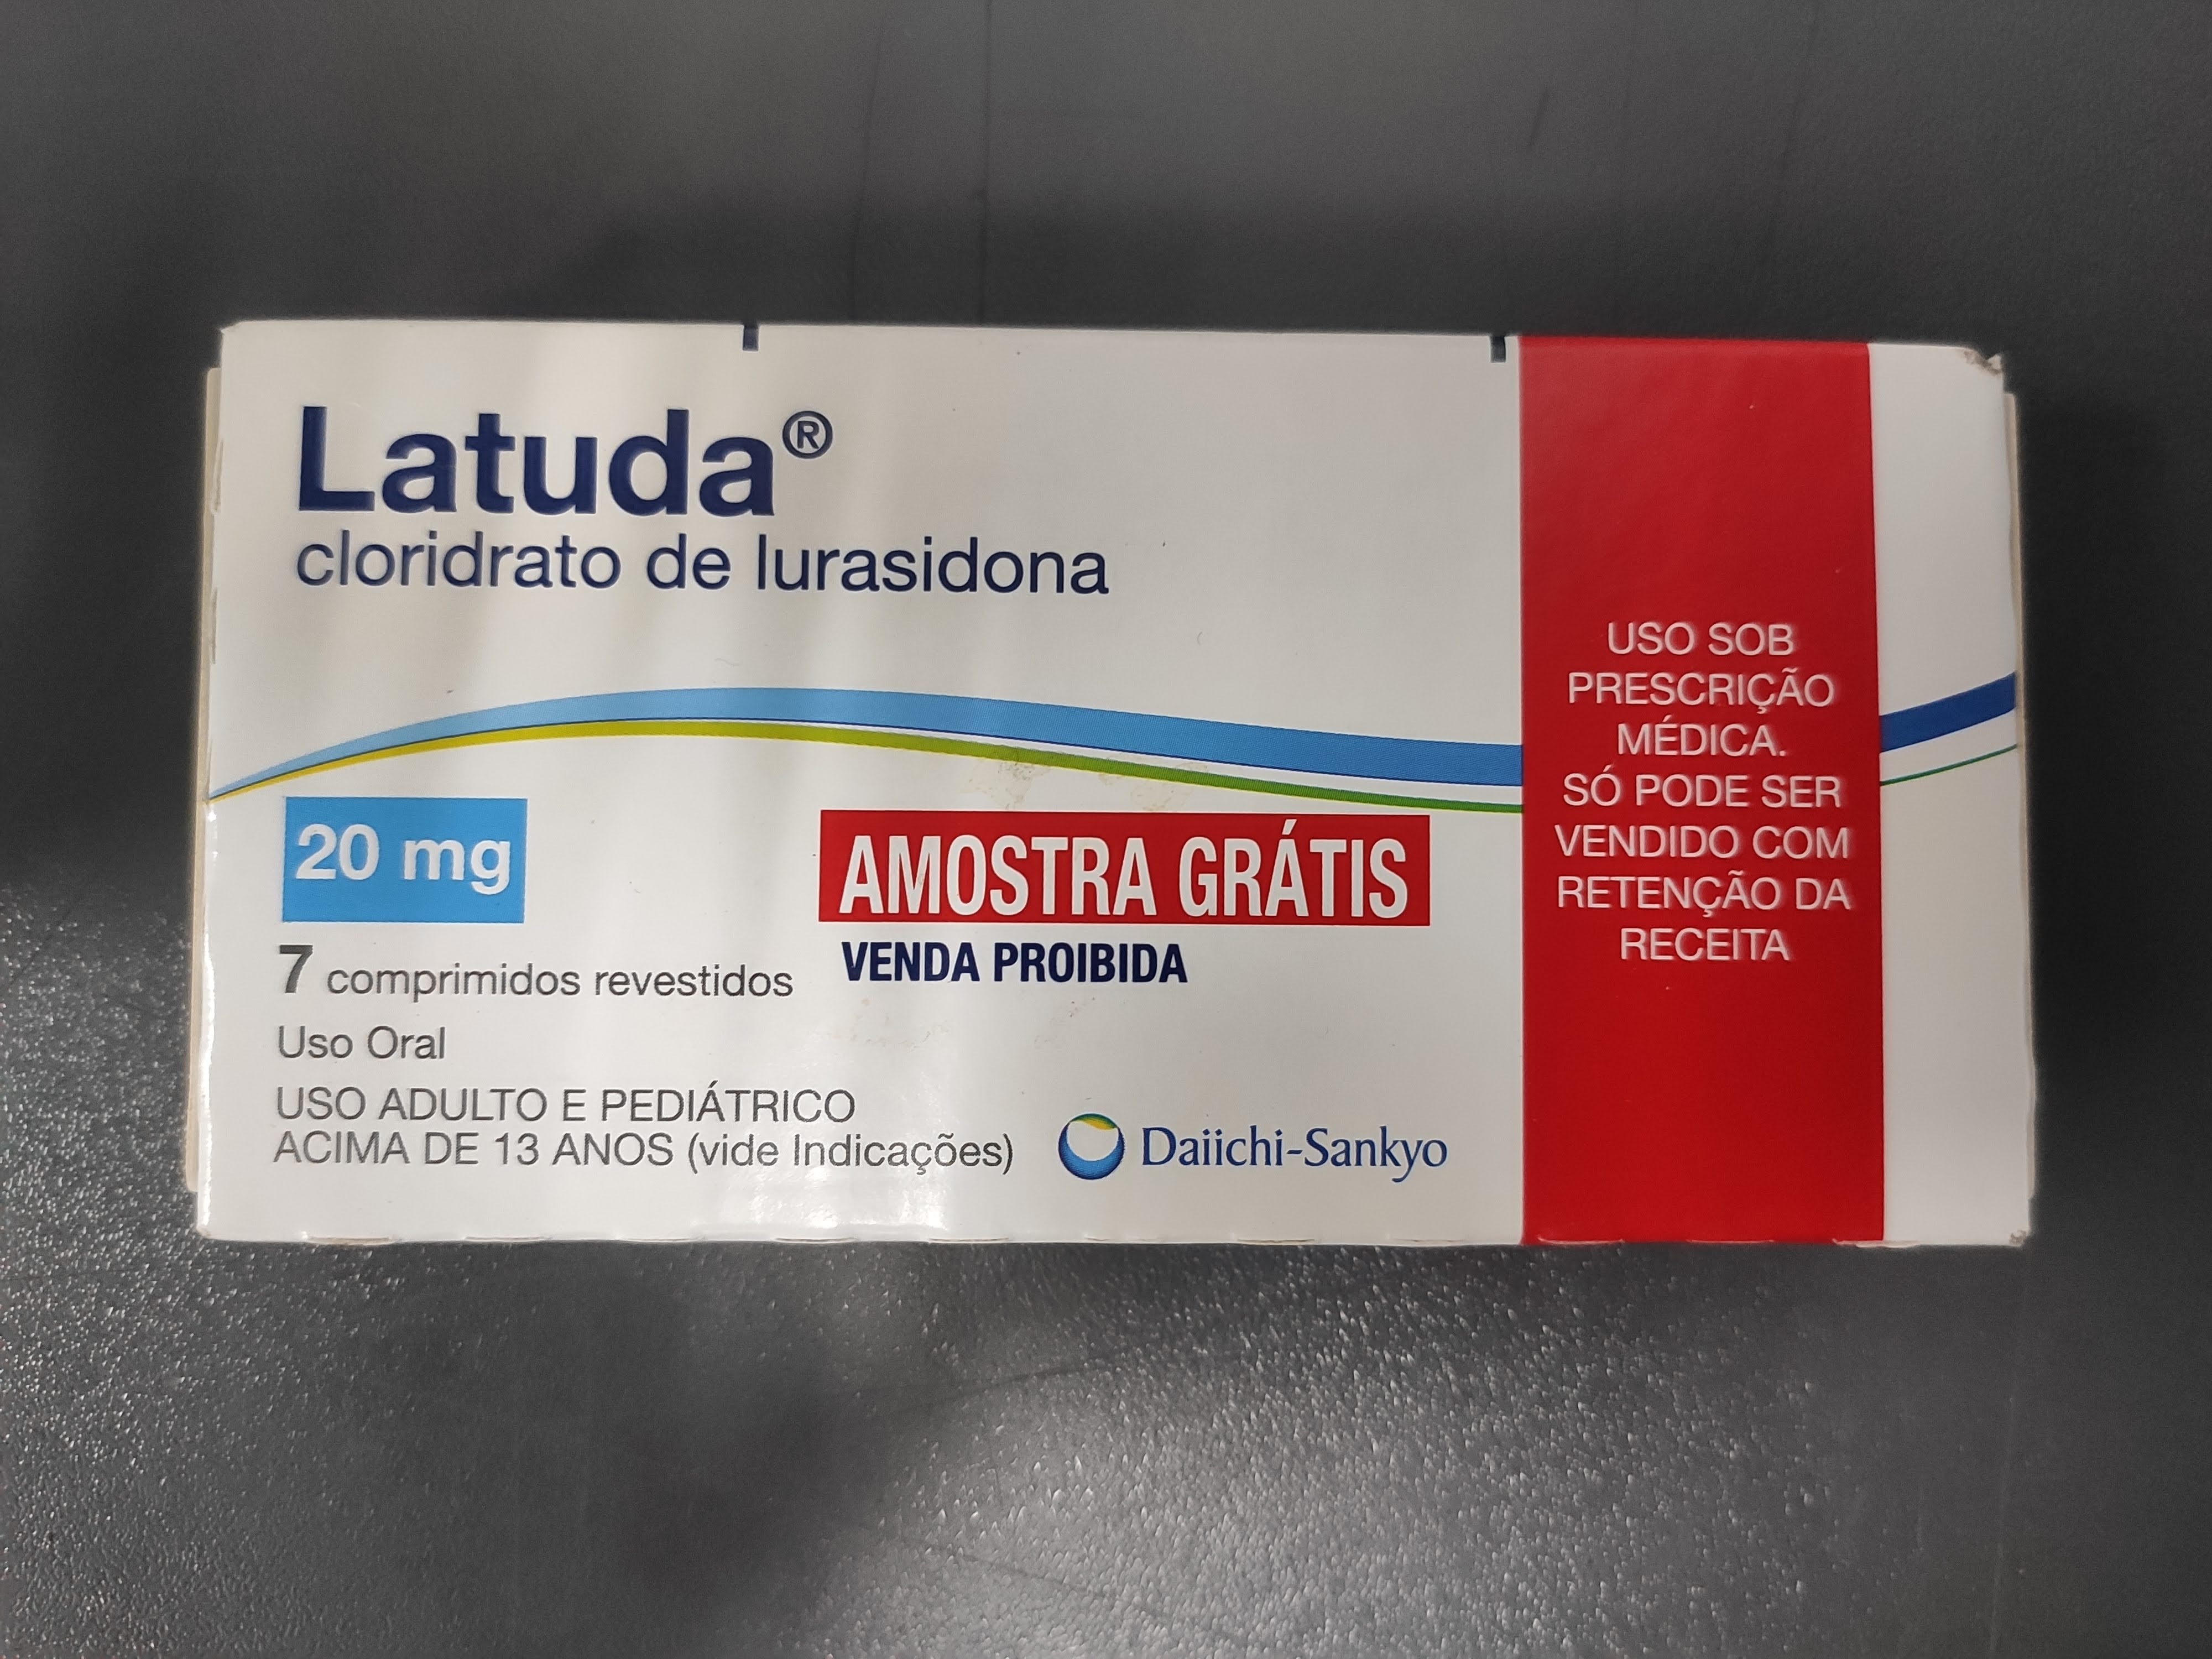 Latuda®
cloridrato de lurasidona
20 mg
AMOSTRA GRÁTIS
VENDA PROIBIDA
7 comprimidos revestidos
Uso Oral
USO ADULTO E PEDIÁTRICO
ACIMA DE 13 ANOS (vide Indicações)
Daiichi-Sankyo
USO SOB
PRESCRIÇÃO
MÉDICA.
SÓ PODE SER
VENDIDO COM
RETENÇÃO DA
RECEITA